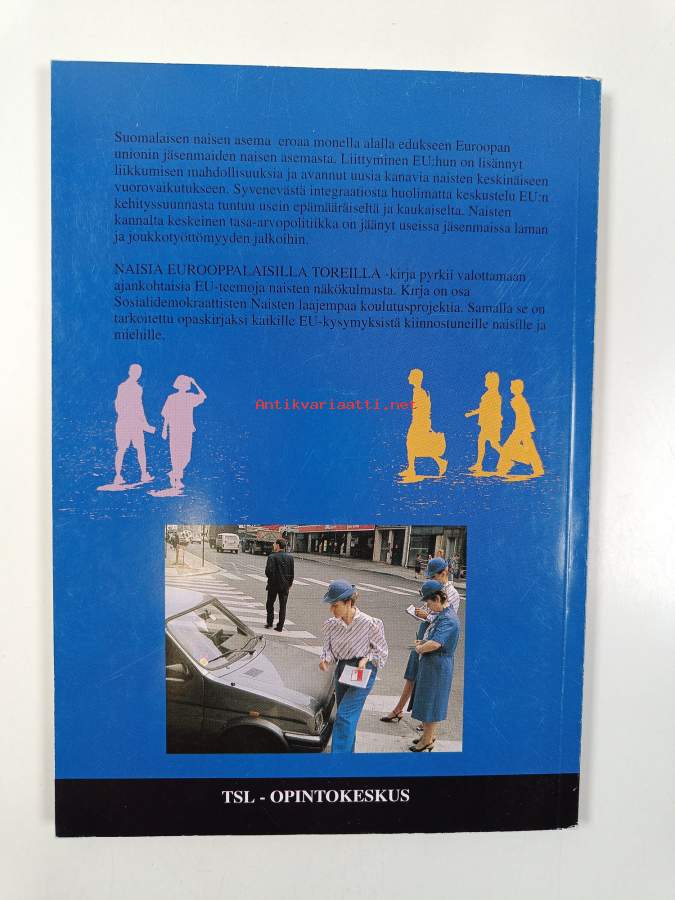 Suomalaisen naisen asema eroaa monella alalla edukseen Euroopan
unionin jäsenmaiden naisen asemasta. Liittyminen EU:hun on lisännyt
liikkumisen mahdollisuuksia ja avannut uusia kanavia naisten keskinäiseen
vuorovaikutukseen. Syvenevästä integraatiosta huolimatta keskustelu EU:n
kehityssuunnasta tuntuu usein epämääräiseltä ja kaukaiselta. Naisten
kannalta keskeinen tasa-arvopolitiikka on jäänyt useissa jäsenmaissa laman
ja joukkotyöttömyyden jalkoihin.
NAISIA EUROOPPALAISILLA TOREILLA -kirja pyrkii valottamaan
ajankohtaisia EU-teemoja naisten näkökulmasta. Kirja on osa
Sosialidemokraattisten Naisten laajempaa koulutusprojektia. Samalla se on
tarkoitettu opaskirjaksi kaikille EU-kysymyksistä kiinnostuneille naisille ja
miehille.
Antikvariaatti.net
TSL - OPINTOKESKUS